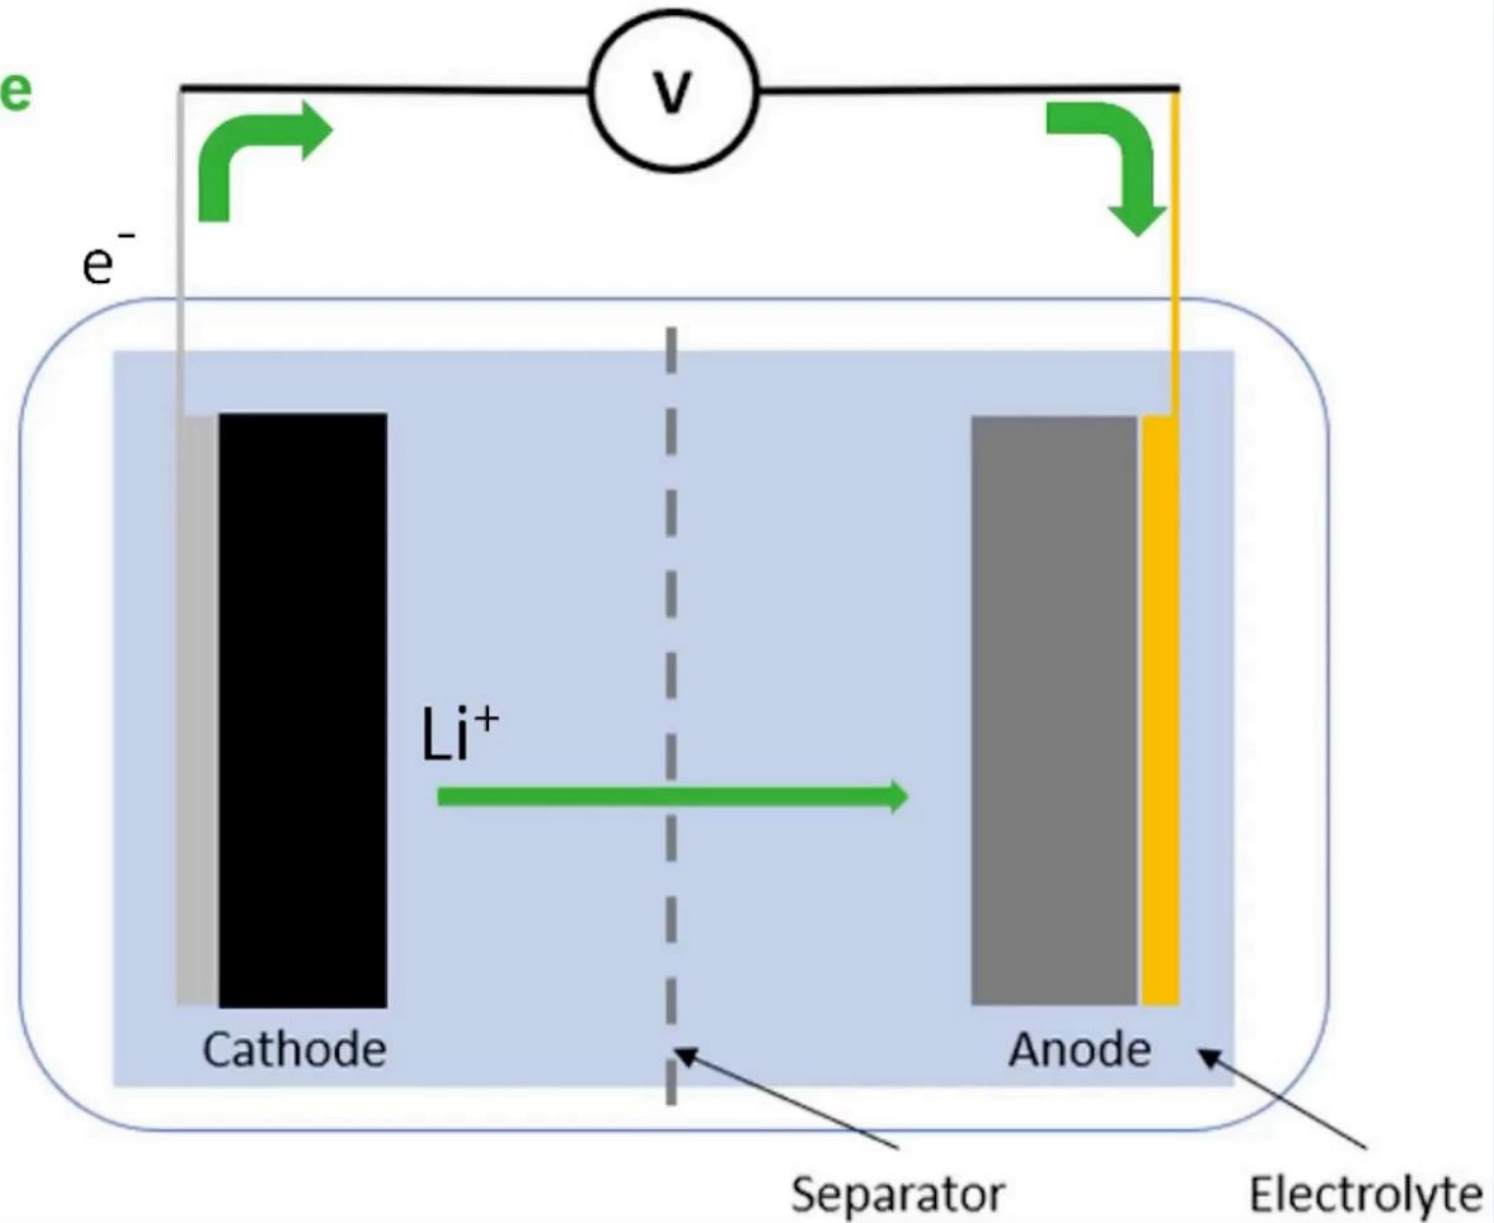 e
V
e⁻
Li⁺
Cathode
Anode
Separator
Electrolyte